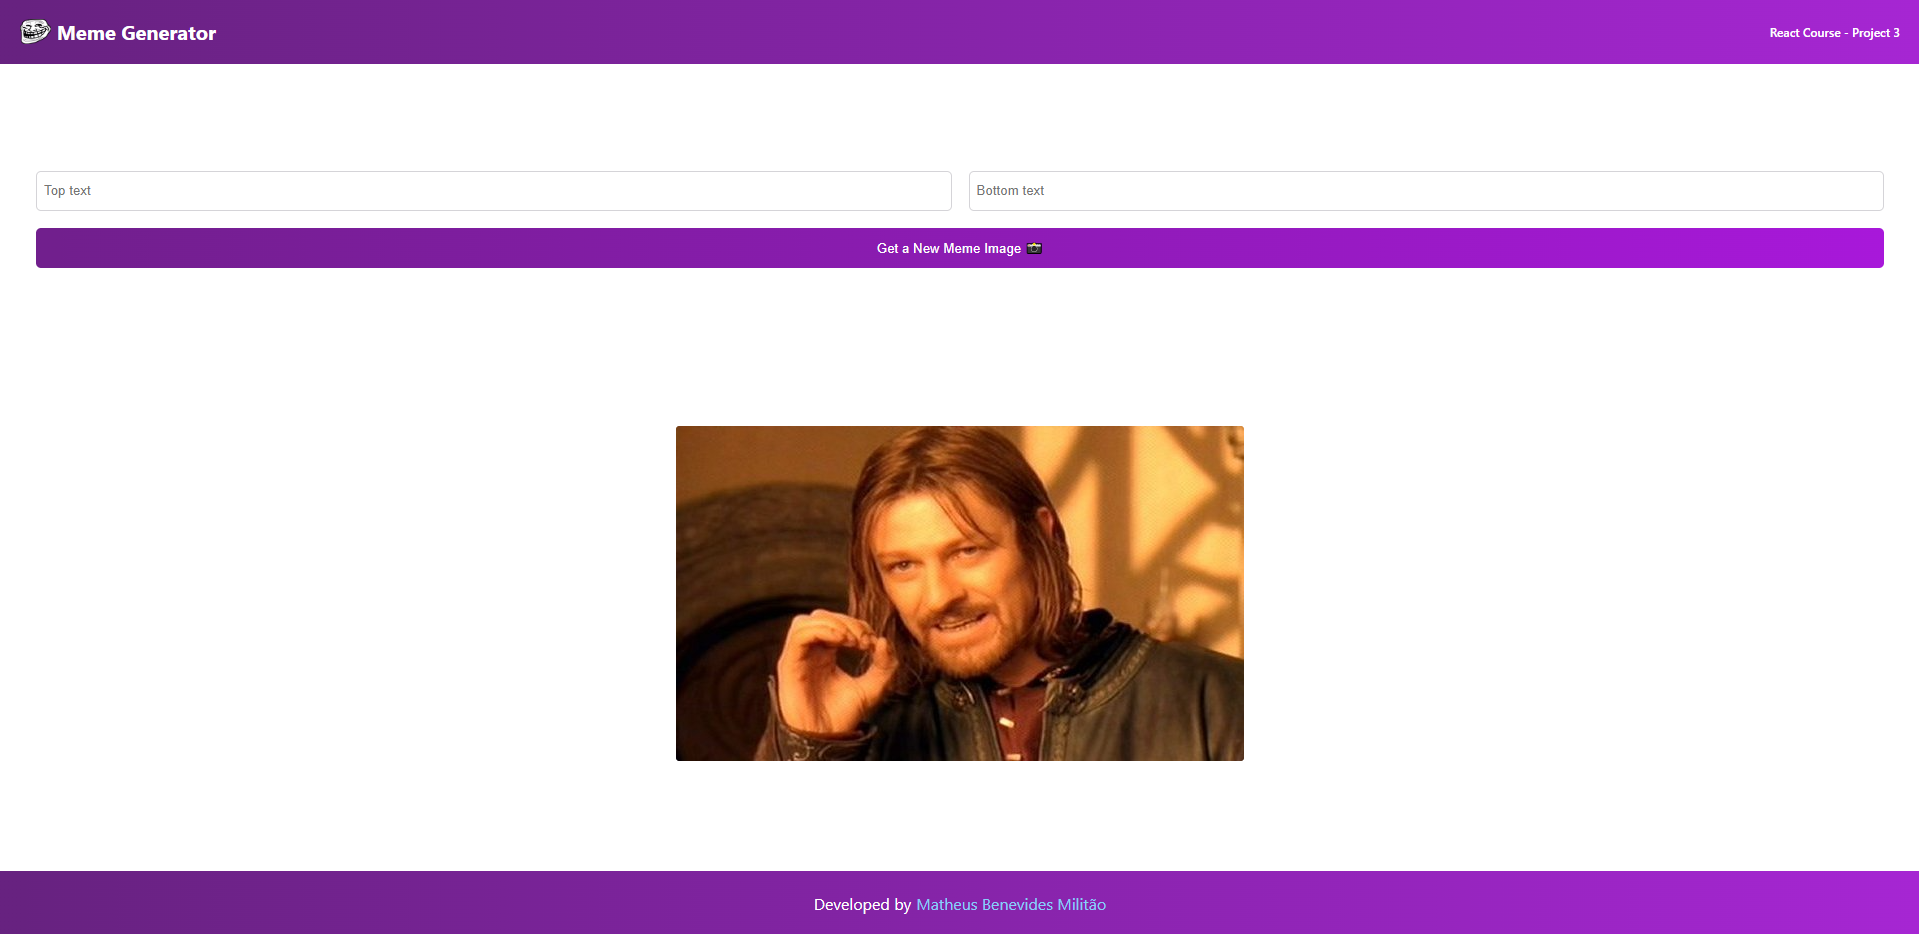 Meme Generator
React Course - Project 3
Top text
Bottom text
Get a New Meme Image 📸
Developed by Matheus Benevides Militão